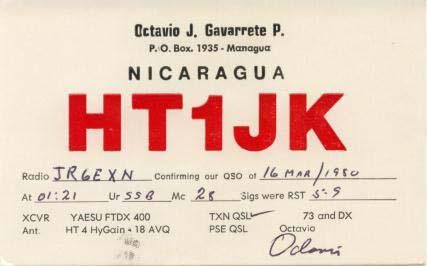 Octavio J. Gavarrete P.
P.O. Box. 1935 - Managua
NICARAGUA
HT1JK
Radio JR6EXN Confirming our QSO of 16 MAR/1980
At 01:21 Ur SSB Mc 28 Sigs were RST 5-9
XCVR YAESU FTDX 400 TXN QSL 73 and DX
Ant. HT 4 HyGain - 18 AVQ PSE QSL Octavio
Octavio